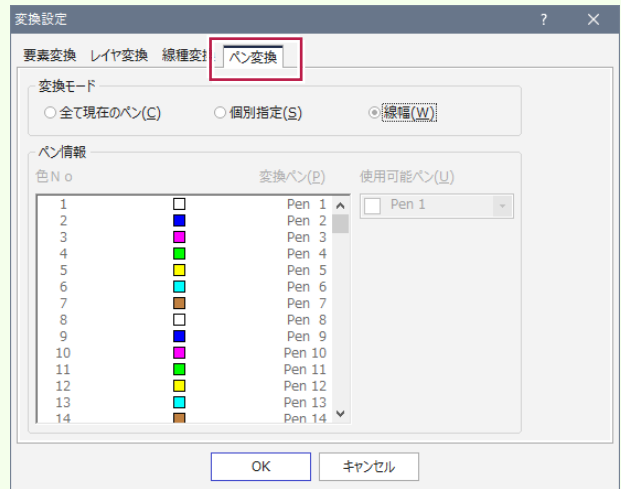 変換設定 ? ×
要素変換 レイヤ変換 線種変 ペン変換
変換モード
全て現在のペン(C) 個別指定(S) 線幅(W)
ペン情報
色No 変換ペン(P) 使用可能ペン(U)
1 Pen 1 Pen 1
2 Pen 2
3 Pen 3
4 Pen 4
5 Pen 5
6 Pen 6
7 Pen 7
8 Pen 8
9 Pen 9
10 Pen 10
11 Pen 11
12 Pen 12
13 Pen 13
14 Pen 14
OK キャンセル